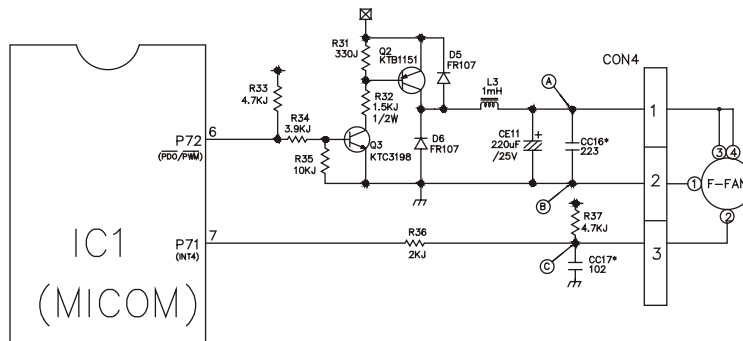 R31
330J
Q2
KTB1151
D5
FR107
R33
4.7KJ
R32
1.5KJ
1/2W
L3
1mH
A
CON4
R34
3.9KJ
P72
6
(PDO/PWM)
R35
10KJ
Q3
KTC3198
D6
FR107
CE11
220uF
/25V
+
CC16*
223
1
3
4
2
1
F-FAN
2
B
R37
4.7KJ
P71
7
(INT4)
R36
2KJ
3
C
CC17*
102
IC1
(MICOM)